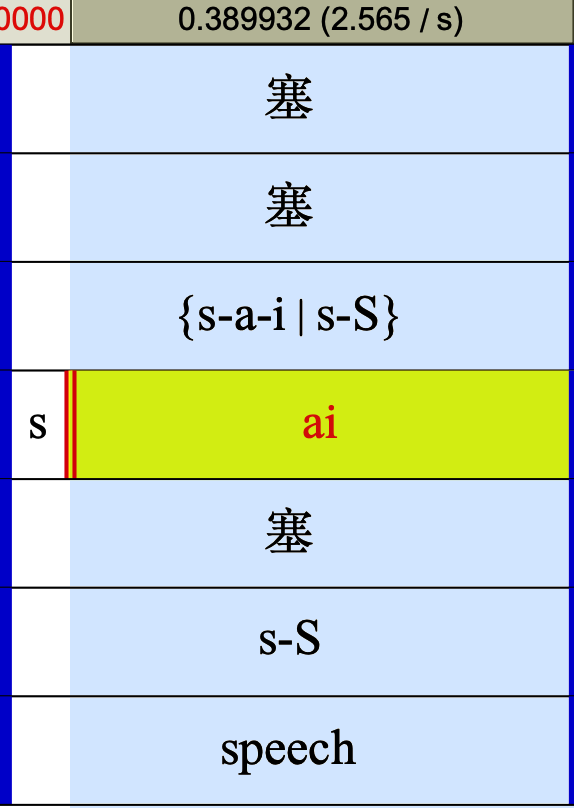 0000 0.389932 (2.565 / s)
塞
塞
{s-a-i | s-S}
s ai
塞
s-S
speech